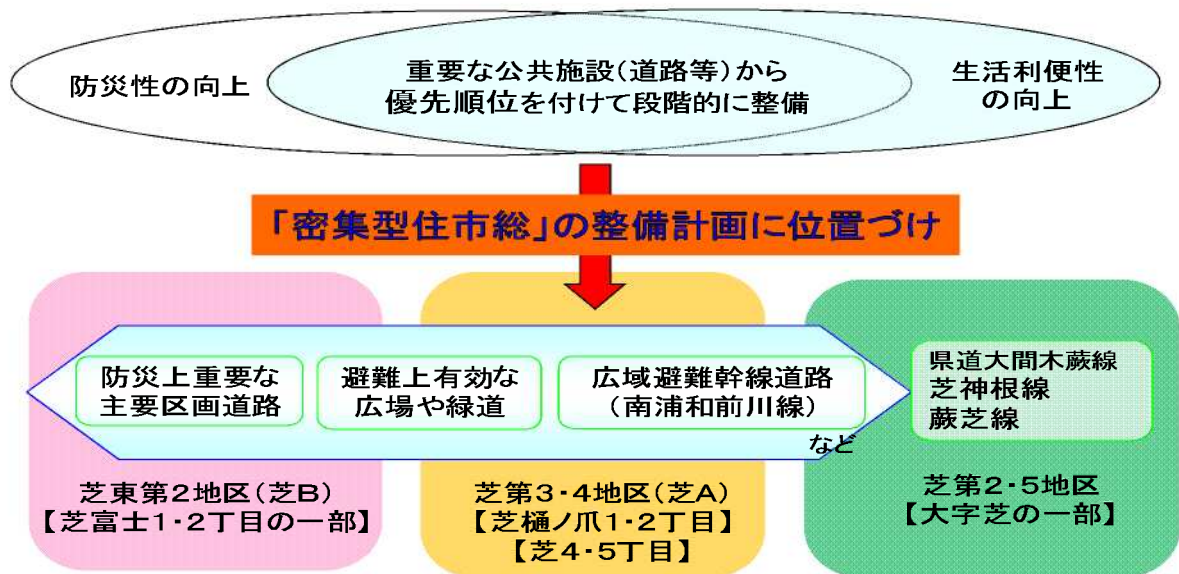 防災性の向上
重要な公共施設(道路等)から
優先順位を付けて段階的に整備
生活利便性
の向上
「密集型住市総」の整備計画に位置づけ
防災上重要な
主要区画道路
避難上有効な
広場や緑道
広域避難幹線道路
(南浦和前川線)
など
県道大間木蕨線
芝神根線
蕨芝線
芝東第2地区(芝B)
【芝富士1・2丁目の一部】
芝第3・4地区(芝A)
【芝樋ノ爪1・2丁目】
【芝4・5丁目】
芝第2・5地区
【大字芝の一部】